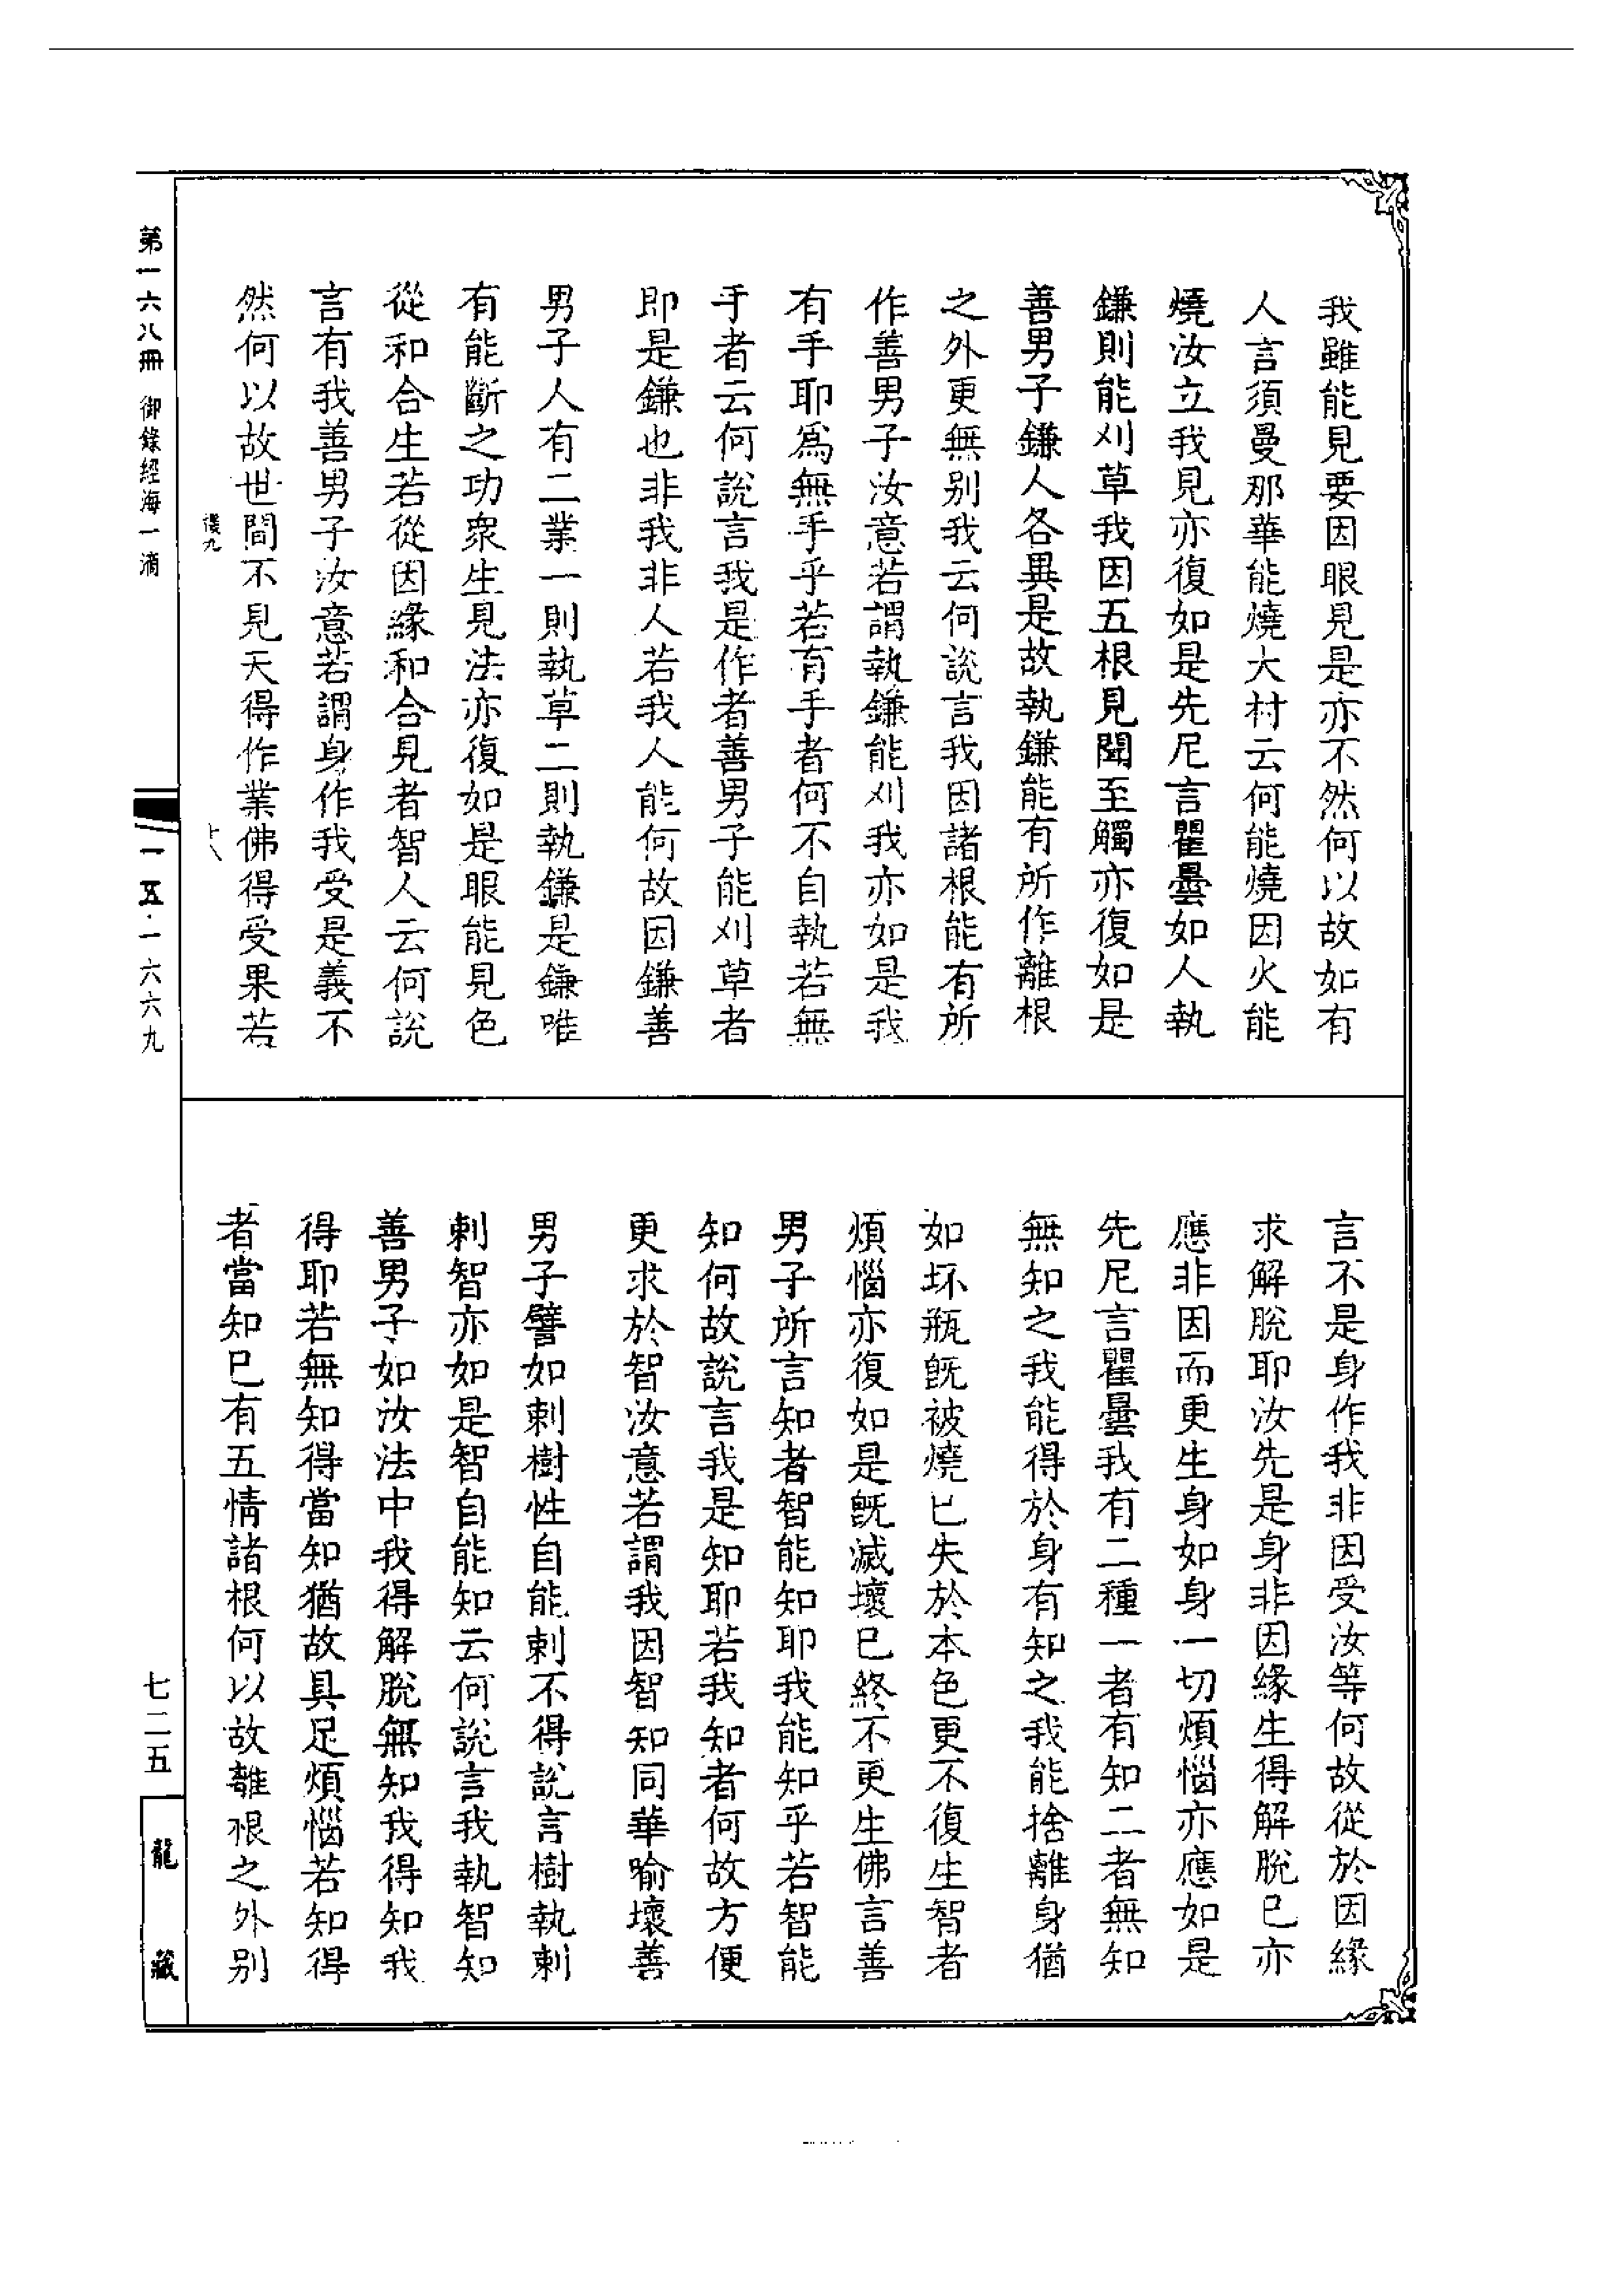 我雖能見要因眼見是亦不然何以故如有
人言須曼那華能燒大村云何能燒因火能
燒汝立我見亦復如是先尼言瞿曇如人執
鎌則能刈草我因五根見聞至觸亦復如是
善男子鎌人各異是故執鎌能有所作離根
之外更無别我云何說言我因諸根能有所
作善男子汝意若謂執鎌能刈我亦如是我
有手耶爲無手乎若有手者何不自執若無
手者云何說言我是作者善男子能刈草者
即是鎌也非我非人若我人能何故因鎌善
男子人有二業一則執草二則執鎌是鎌唯
有能斷之功衆生見法亦復如是眼能見色
從和合生若從因緣和合見者智人云何說
言有我善男子汝意若謂身作我受是義不
然何以故世間不見天得作業佛得受果若
言不是身作我非因受汝等何故從於因緣
求解脫耶汝先是身非因緣生得解脫已亦
應非因而更生身如身一切煩惱亦應如是
先尼言瞿曇我有二種一者有知二者無知
無知之我能得於身有知之我能捨離身猶
如坏瓶旣被燒已失於本色更不復生智者
煩惱亦復如是旣滅壞已終不更生佛言善
男子所言知者智能知耶我能知乎若智能
知何故說言我是知耶若我知者何故方便
更求於智汝意若謂我因智知同華喻壞善
男子譬如刺樹性自能刺不得說言樹執刺
刺智亦如是智自能知云何說言我執智知
善男子如汝法中我得解脫無知我得知我
得耶若無知得當知猶故具足煩惱若知得
者當知已有五情諸根何以故離根之外别
第一六八冊 御錄經海一滴
一五·一六六九
七二五
龍藏